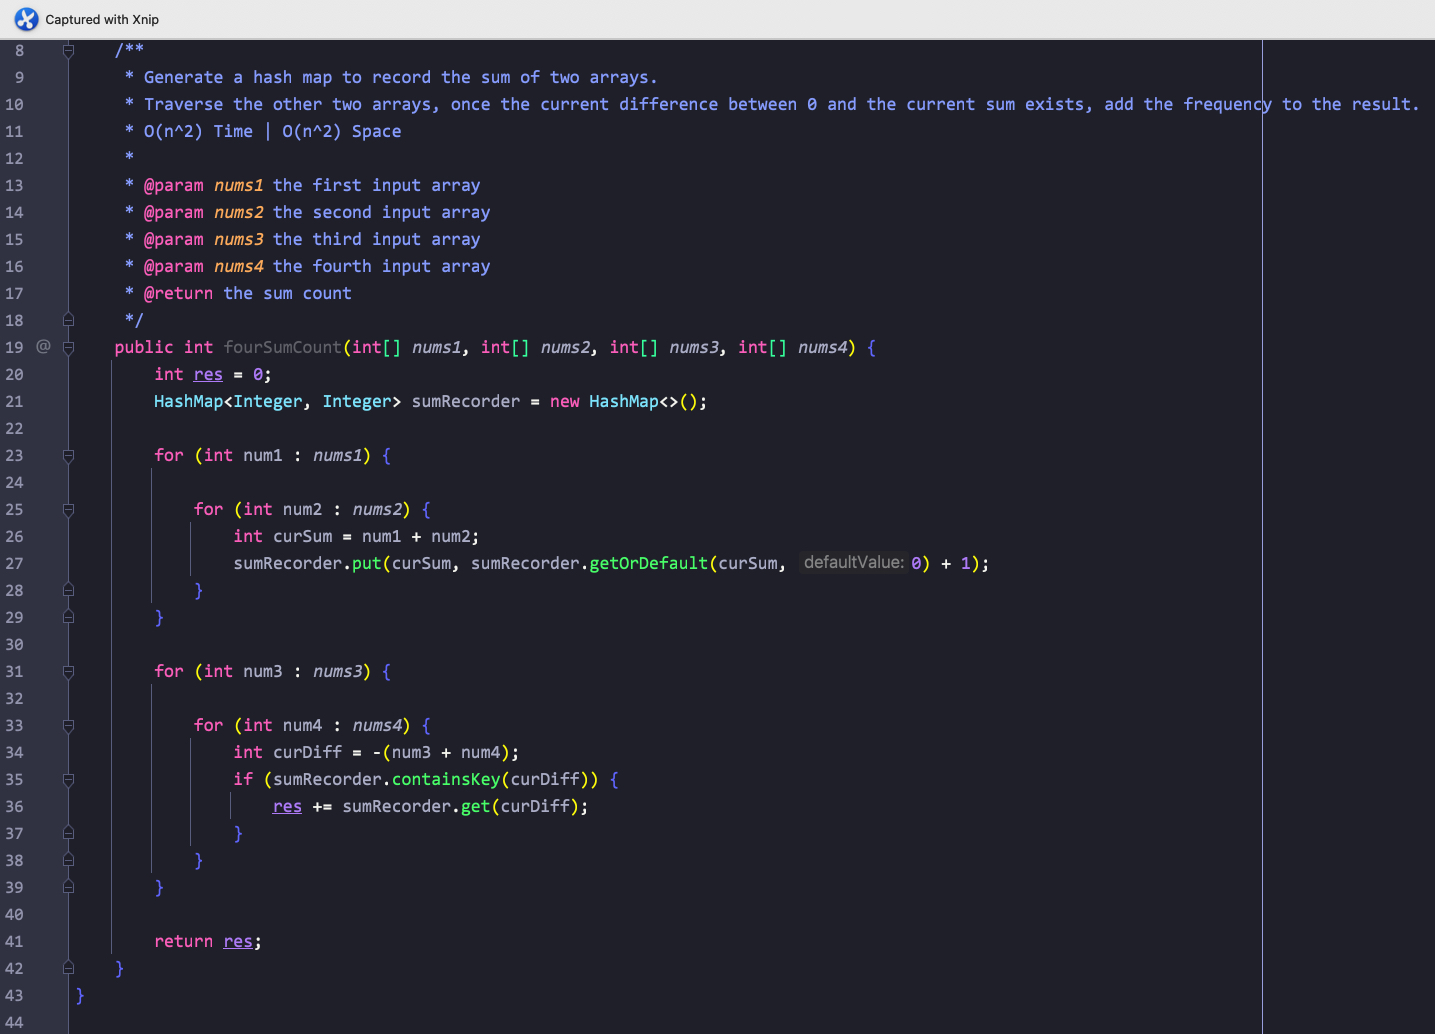 Captured with Xnip
8 /**
9 * Generate a hash map to record the sum of two arrays.
10 * Traverse the other two arrays, once the current difference between 0 and the current sum exists, add the frequency to the result.
11 * O(n^2) Time | O(n^2) Space
12 *
13 * @param nums1 the first input array
14 * @param nums2 the second input array
15 * @param nums3 the third input array
16 * @param nums4 the fourth input array
17 * @return the sum count
18 */
19 @ public int fourSumCount(int[] nums1, int[] nums2, int[] nums3, int[] nums4) {
20 int res = 0;
21 HashMap<Integer, Integer> sumRecorder = new HashMap<>();
22
23 for (int num1 : nums1) {
24
25 for (int num2 : nums2) {
26 int curSum = num1 + num2;
27 sumRecorder.put(curSum, sumRecorder.getOrDefault(curSum, defaultValue: 0) + 1);
28 }
29 }
30
31 for (int num3 : nums3) {
32
33 for (int num4 : nums4) {
34 int curDiff = -(num3 + num4);
35 if (sumRecorder.containsKey(curDiff)) {
36 res += sumRecorder.get(curDiff);
37 }
38 }
39 }
40
41 return res;
42 }
43 }
44